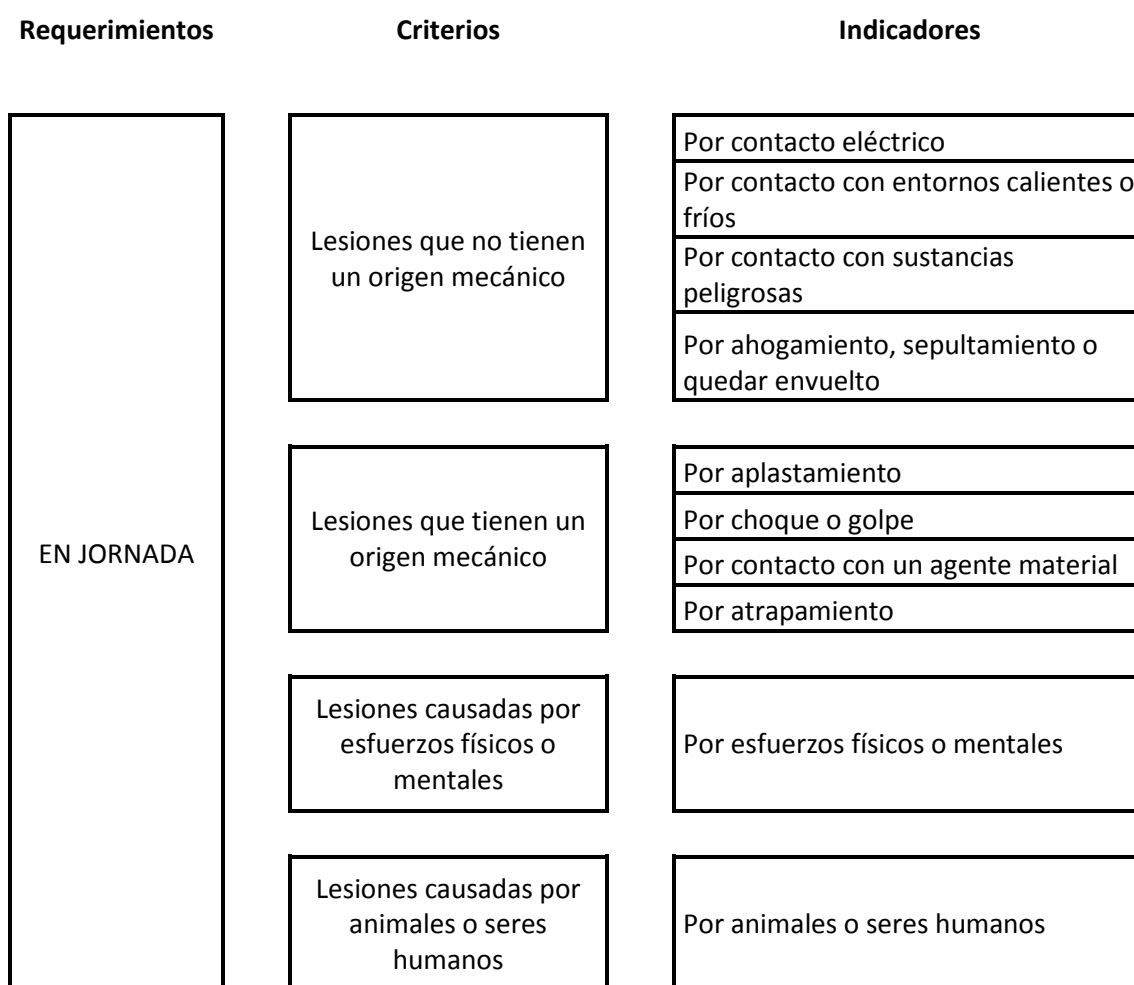 Requerimientos Criterios Indicadores
EN JORNADA
Lesiones que no tienen
un origen mecánico
Por contacto eléctrico
Por contacto con entornos calientes o
fríos
Por contacto con sustancias
peligrosas
Por ahogamiento, sepultamiento o
quedar envuelto
Lesiones que tienen un
origen mecánico
Por aplastamiento
Por choque o golpe
Por contacto con un agente material
Por atrapamiento
Lesiones causadas por
esfuerzos físicos o
mentales
Por esfuerzos físicos o mentales
Lesiones causadas por
animales o seres
humanos
Por animales o seres humanos